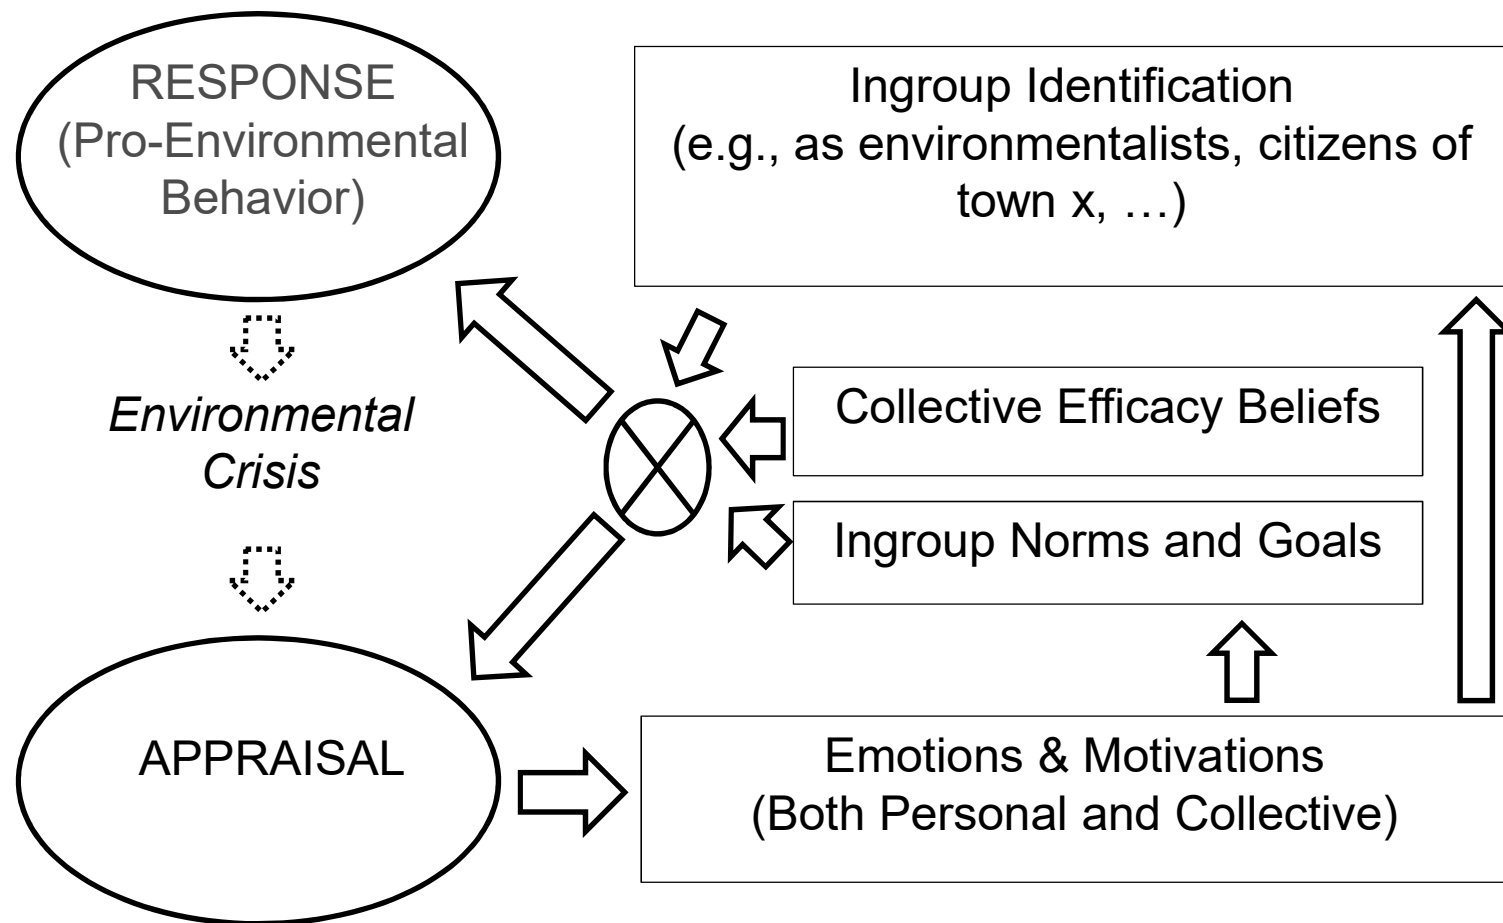 RESPONSE
(Pro-Environmental
Behavior)
Ingroup Identification
(e.g., as environmentalists, citizens of
town x, …)
Environmental
Crisis
Collective Efficacy Beliefs
Ingroup Norms and Goals
APPRAISAL
Emotions & Motivations
(Both Personal and Collective)